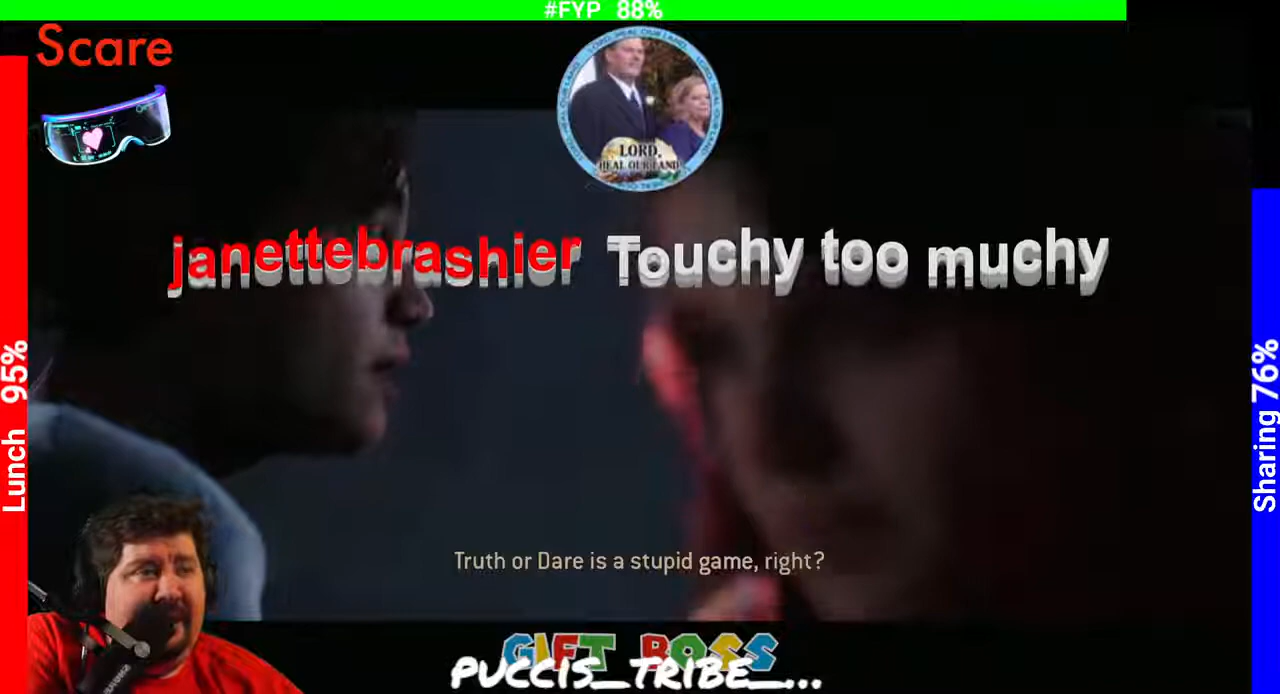 #FYP 88%
Scare
LORD, HEAL OUR LAND
janettebrashier Touchy too muchy
Lunch 95%
Sharing 76%
Truth or Dare is a stupid game, right?
GIFT BOSS
PUCCIS_TRIBE_...